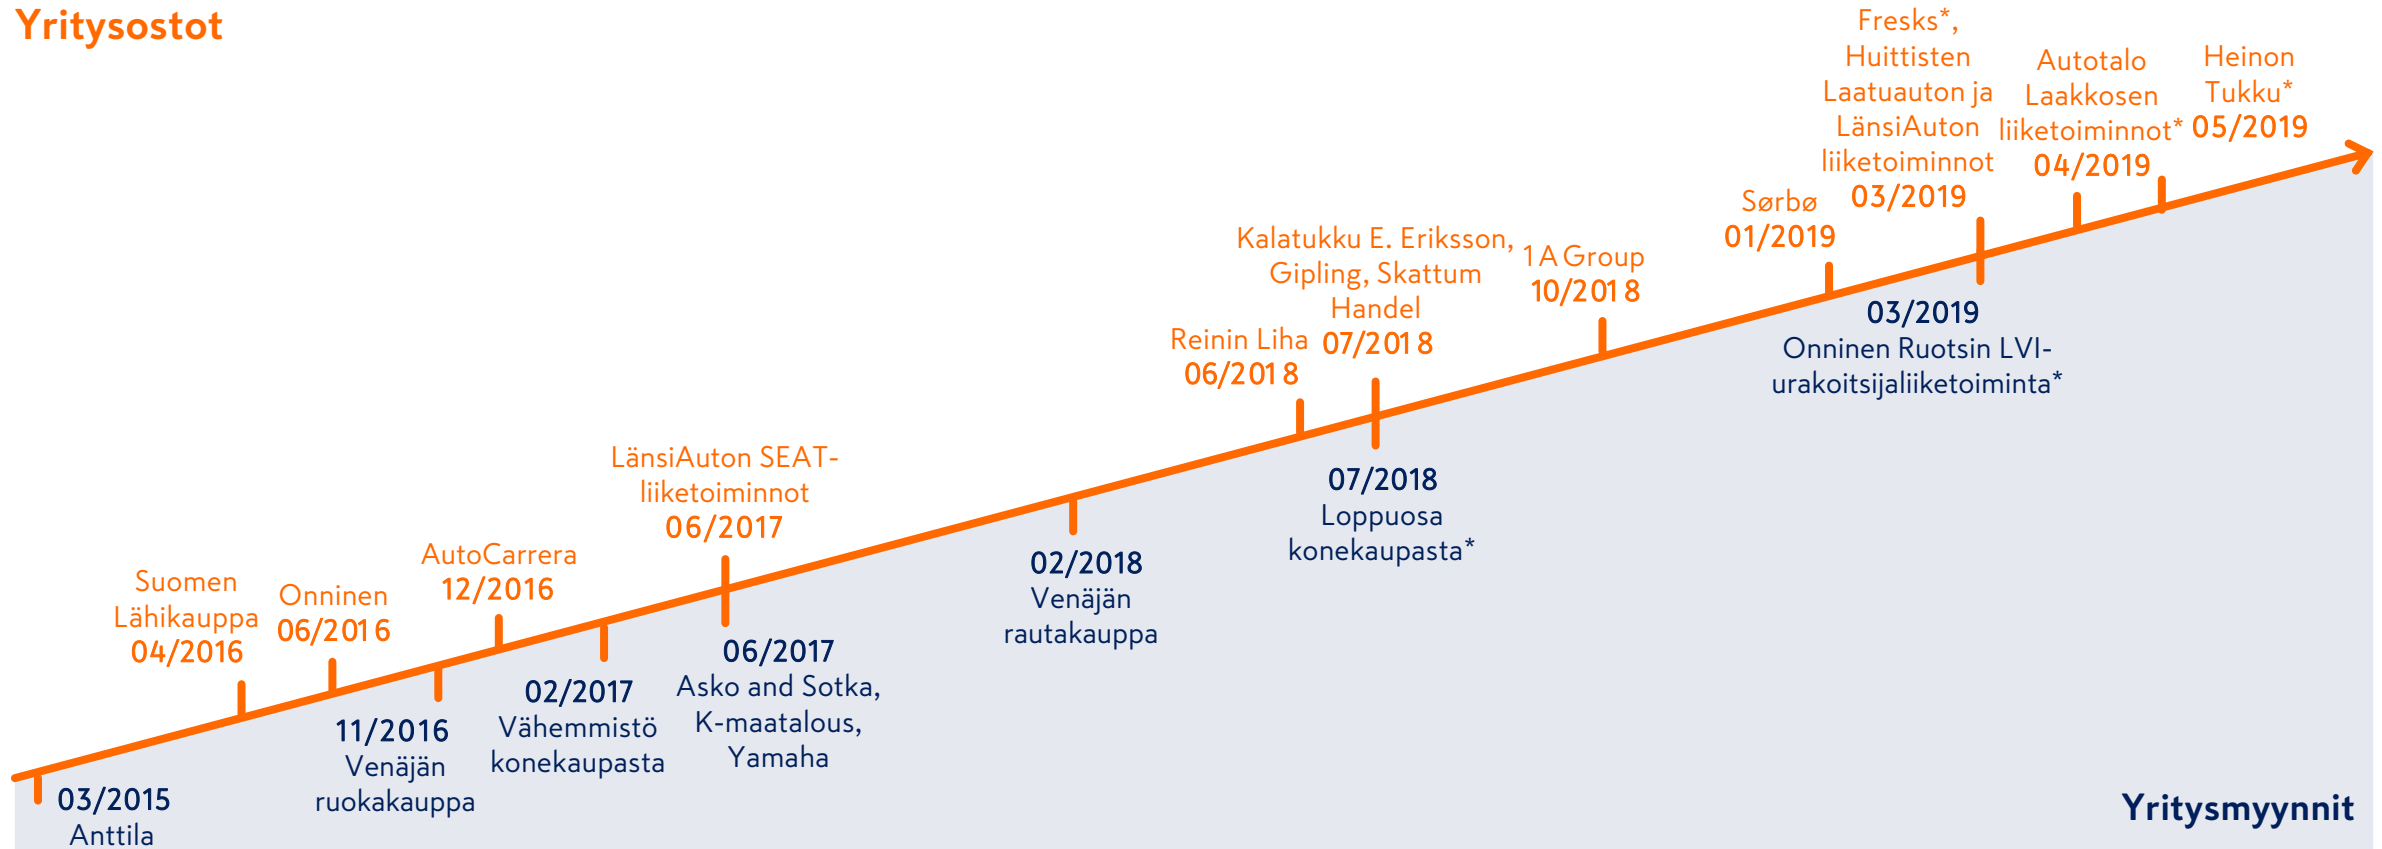 Yritysostot
Suomen
Lähikauppa
04/2016
Onninen
06/2016
AutoCarrera
12/2016
LänsiAuton SEAT-
liiketoiminnot
06/2017
Reinin Liha
06/2018
Kalatukku E. Eriksson,
Gipling, Skattum
Handel
07/2018
1A Group
10/2018
Sørbø
01/2019
Fresks*,
Huittisten
Laatuauton ja
LänsiAuton
liiketoiminnot
03/2019
Autotalo
Laakkosen
liiketoiminnot*
04/2019
Heinon
Tukku*
05/2019
03/2015
Anttila
11/2016
Venäjän
ruokakauppa
02/2017
Vähemmistö
konekaupasta
06/2017
Asko and Sotka,
K-maatalous,
Yamaha
02/2018
Venäjän
rautakauppa
07/2018
Loppuosa
konekaupasta*
03/2019
Onninen Ruotsin LVI-
urakoitsijaliiketoiminta*
Yritysmyynnit